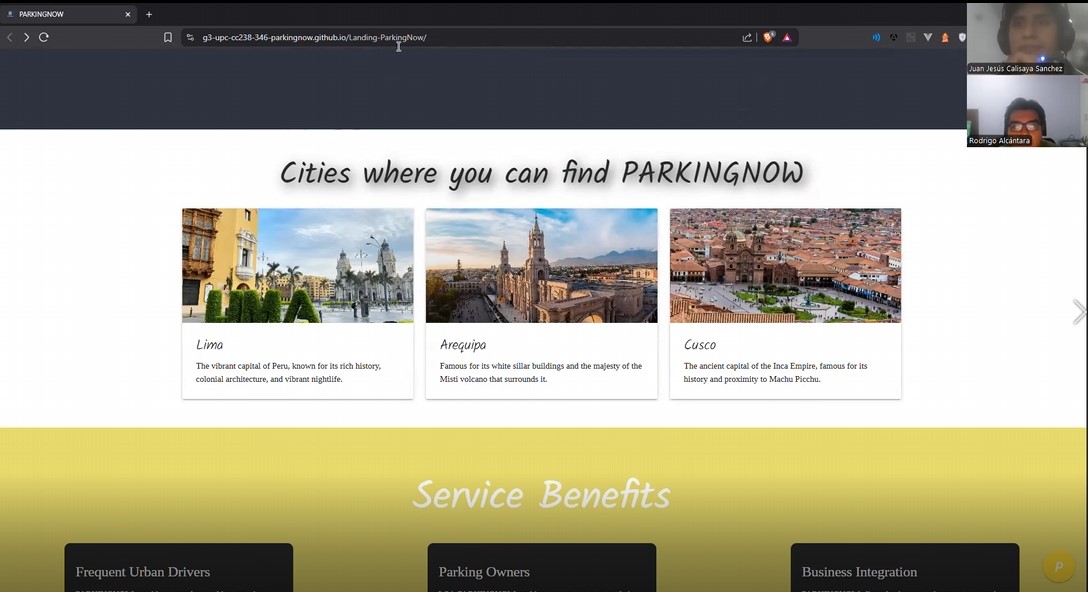 PARKINGNOW
g3-upc-cc238-346-parkingnow.github.io/Landing-ParkingNow/
Juan Jesús Calisaya Sanchez
Rodrigo Alcántara
Cities where you can find PARKINGNOW
Lima
The vibrant capital of Peru, known for its rich history,
colonial architecture, and vibrant nightlife.
Arequipa
Famous for its white sillar buildings and the majesty of the
Misti volcano that surrounds it.
Cusco
The ancient capital of the Inca Empire, famous for its
history and proximity to Machu Picchu.
Service Benefits
Frequent Urban Drivers
Parking Owners
Business Integration
P